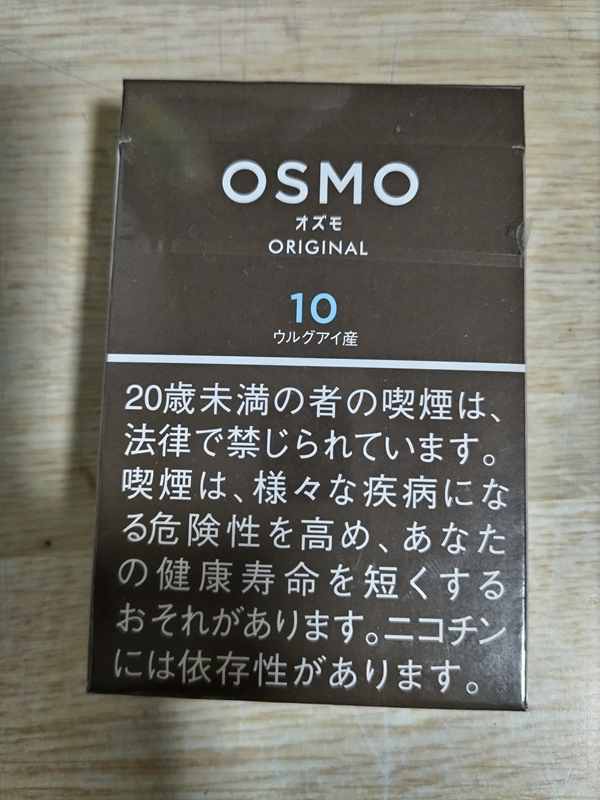 OSMO
オズモ
ORIGINAL
10
ウルグアイ産
20歳未満の者の喫煙は、
法律で禁じられています。
喫煙は、様々な疾病にな
る危険性を高め、あなた
の健康寿命を短くする
おそれがあります。ニコチン
には依存性があります。